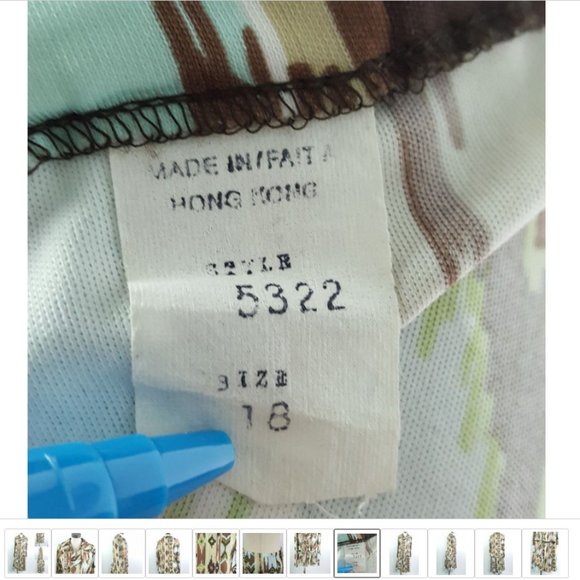 MADE IN/FAIT A
HONG KONG
STYLE
5322
SIZE
18